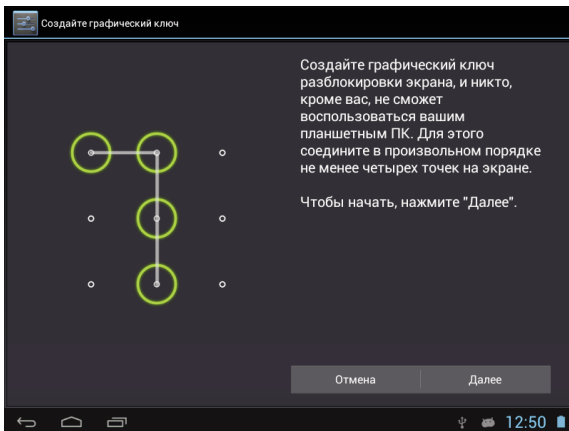 Создайте графический ключ
Создайте графический ключ
разблокировки экрана, и никто,
кроме вас, не сможет
воспользоваться вашим
планшетным ПК. Для этого
соедините в произвольном порядке
не менее четырех точек на экране.
Чтобы начать, нажмите "Далее".
Отмена
Далее
12:50